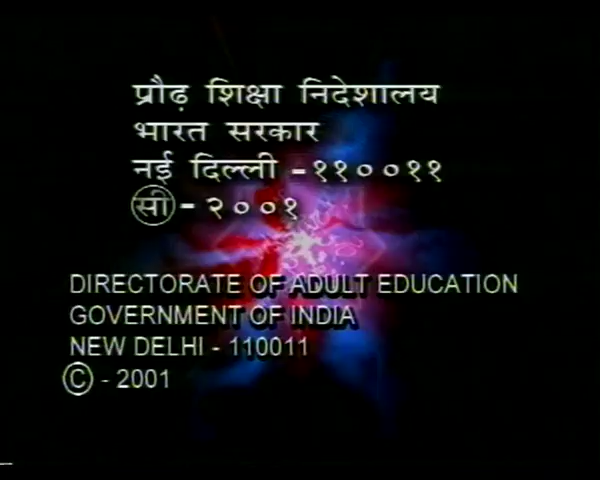 प्रौढ़ शिक्षा निदेशालय
भारत सरकार
नई दिल्ली -११००११
सी - २००१
DIRECTORATE OF ADULT EDUCATION
GOVERNMENT OF INDIA
NEW DELHI - 110011
© - 2001